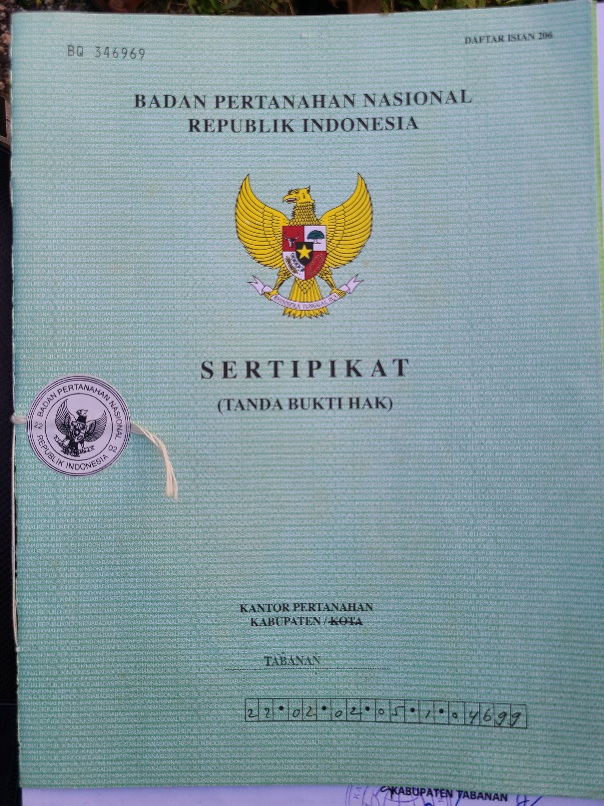 BQ 346969
DAFTAR ISIAN 206
BADAN PERTANAHAN NASIONAL
REPUBLIK INDONESIA
SERTIPIKAT
(TANDA BUKTI HAK)
BADAN PERTANAHAN NASIONAL
REPUBLIK INDONESIA
KANTOR PERTANAHAN
KABUPATEN / KOTA
TABANAN
22•02•02•05•1•04699
KABUPATEN TABANAN